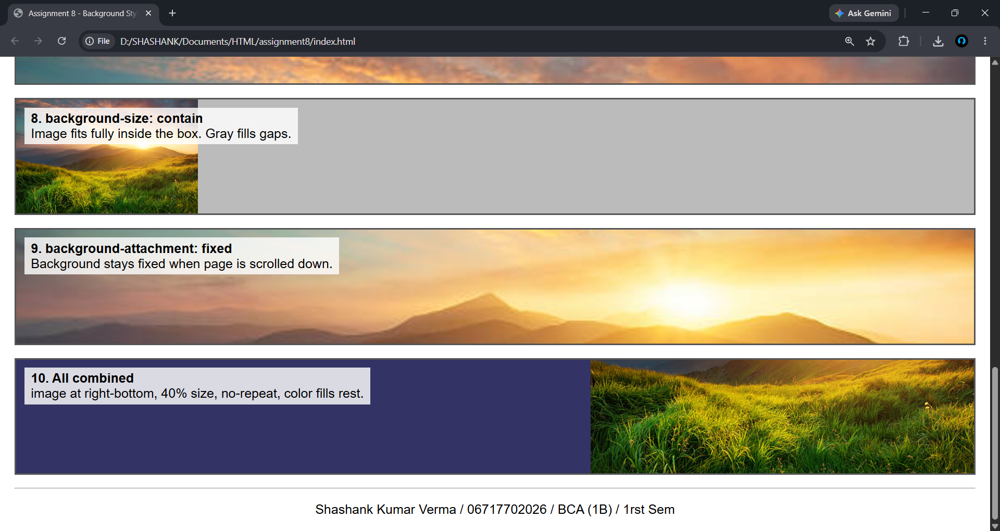 Assignment 8 - Background Sty
Ask Gemini
File
D:/SHASHANK/Documents/HTML/assignment8/index.html
8. background-size: contain
Image fits fully inside the box. Gray fills gaps.
9. background-attachment: fixed
Background stays fixed when page is scrolled down.
10. All combined
image at right-bottom, 40% size, no-repeat, color fills rest.
Shashank Kumar Verma / 06717702026 / BCA (1B) / 1rst Sem